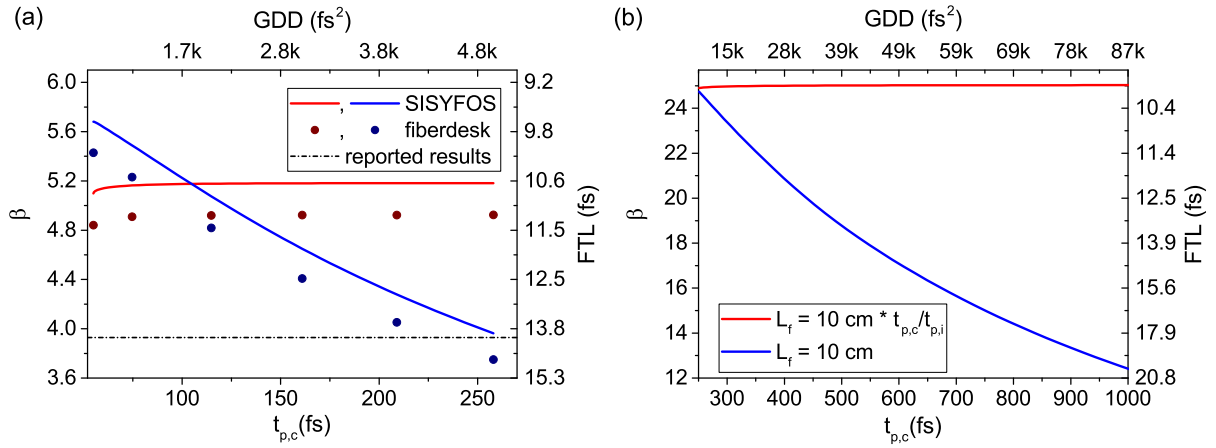 (a)
GDD (fs²)
1.7k 2.8k 3.8k 4.8k
6.0
5.6
5.2
4.8
4.4
4.0
3.6
β
9.2
9.8
10.6
11.5
12.5
13.8
15.3
FTL (fs)
, SISYFOS
, fiberdesk
reported results
100 150 200 250
t_p,c(fs)
(b)
GDD (fs²)
15k 28k 39k 49k 59k 69k 78k 87k
24
22
20
18
16
14
12
β
10.4
11.4
12.5
13.9
15.6
17.9
20.8
FTL (fs)
L_f = 10 cm * t_p,c/t_p,i
L_f = 10 cm
300 400 500 600 700 800 900 1000
t_p,c(fs)